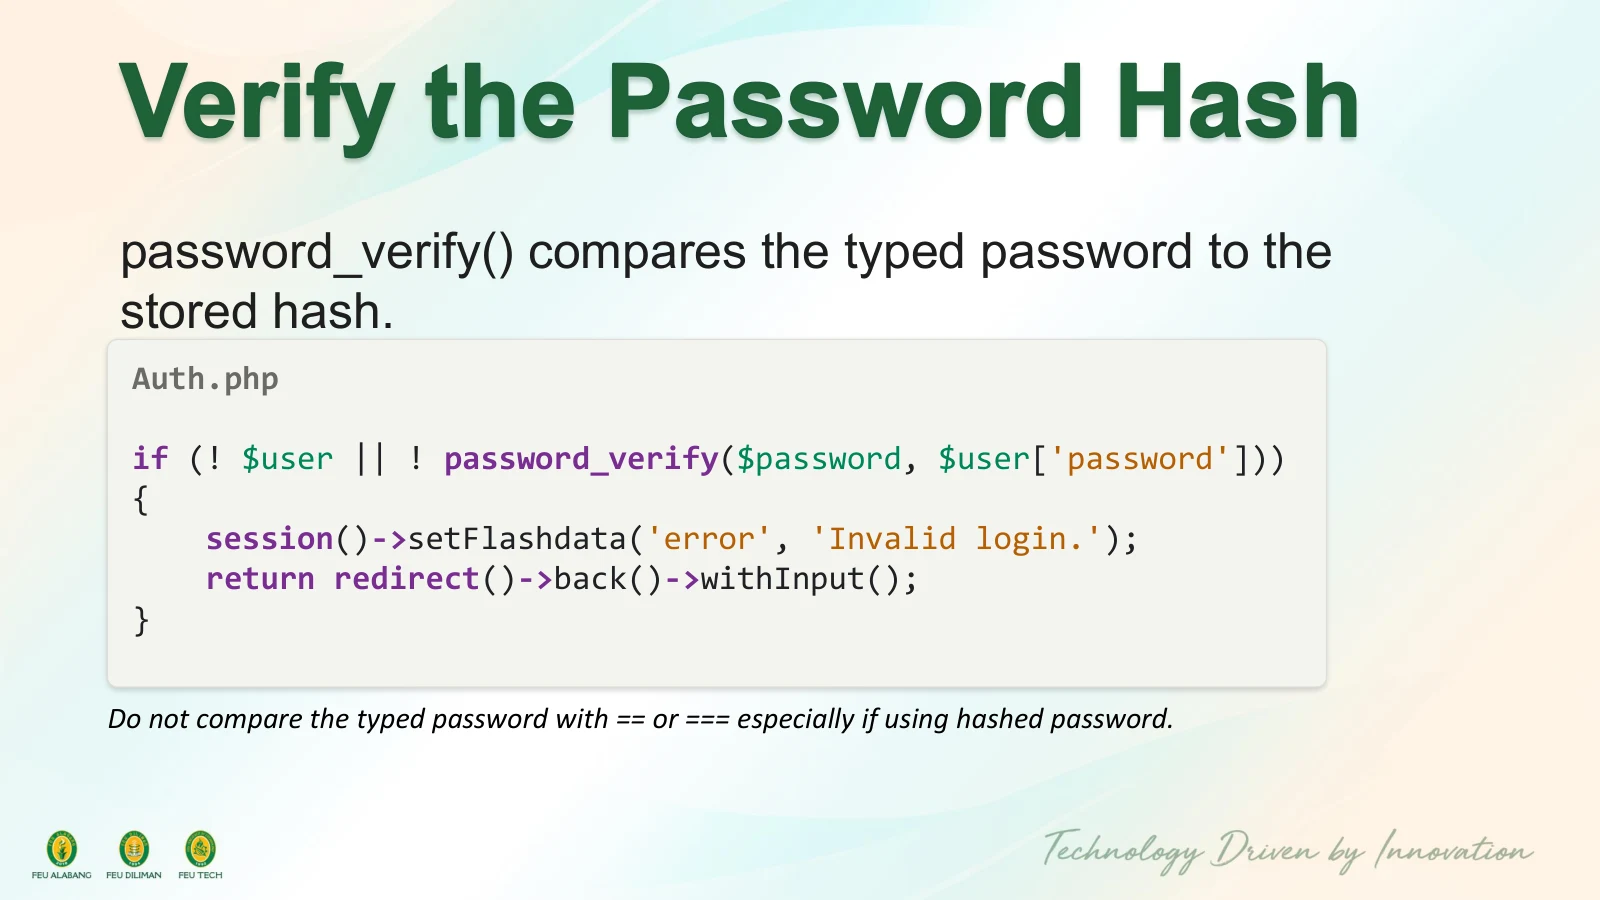 Verify the Password Hash
password_verify() compares the typed password to the
stored hash.
Auth.php
if (! $user || ! password_verify($password, $user['password']))
{
    session()->setFlashdata('error', 'Invalid login.');
    return redirect()->back()->withInput();
}
Do not compare the typed password with == or === especially if using hashed password.
FEU ALABANG FEU DILIMAN FEU TECH
Technology Driven by Innovation